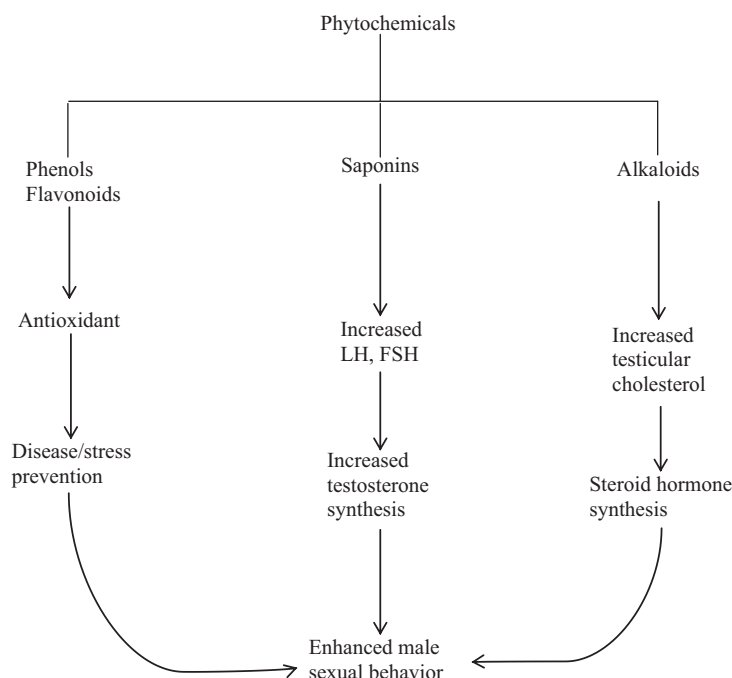 Phytochemicals
Phenols
Flavonoids
Saponins
Alkaloids
Antioxidant
Increased
LH, FSH
Increased
testicular
cholesterol
Disease/stress
prevention
Increased
testosterone
synthesis
Steroid hormone
synthesis
Enhanced male
sexual behavior